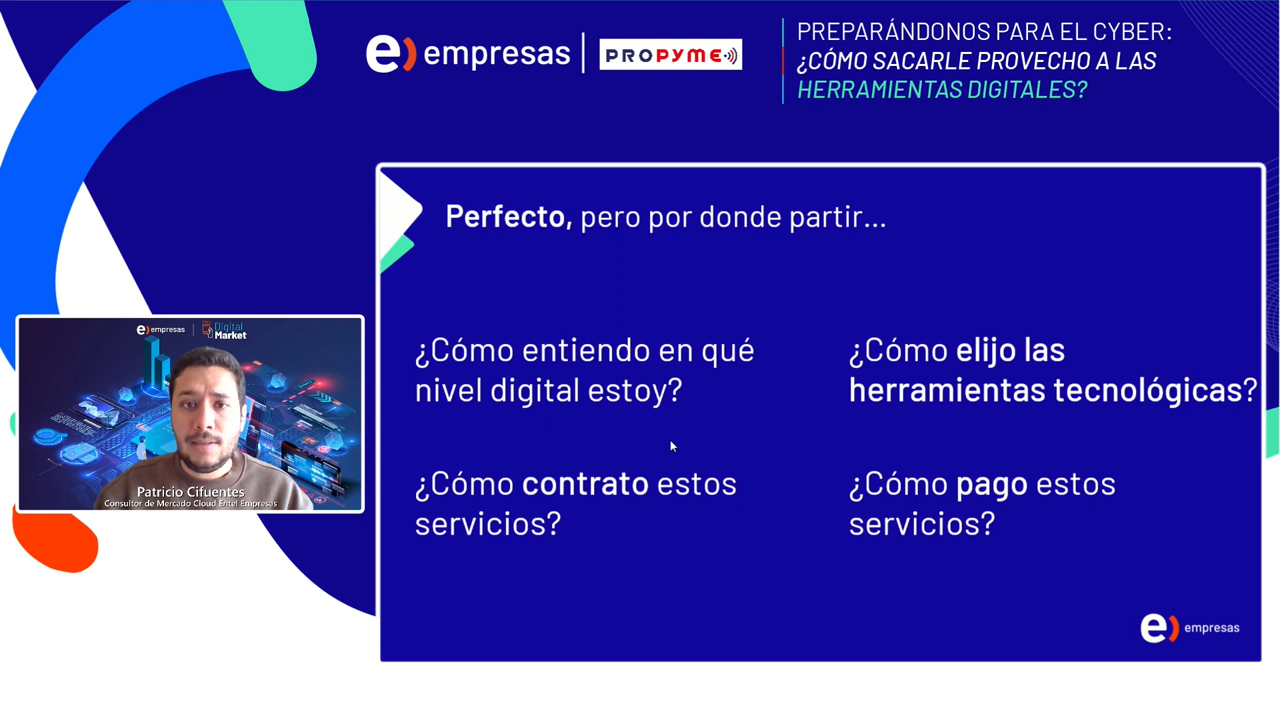 e) empresas
PROPYME
PREPARÁNDONOS PARA EL CYBER:
¿CÓMO SACARLE PROVECHO A LAS
HERRAMIENTAS DIGITALES?
Perfecto, pero por donde partir...
¿Cómo entiendo en qué
nivel digital estoy?
¿Cómo elijo las
herramientas tecnológicas?
¿Cómo contrato estos
servicios?
¿Cómo pago estos
servicios?
e) empresas
Digital
Market
Patricio Cifuentes
Consultor de Mercado Cloud Entel Empresas
e) empresas